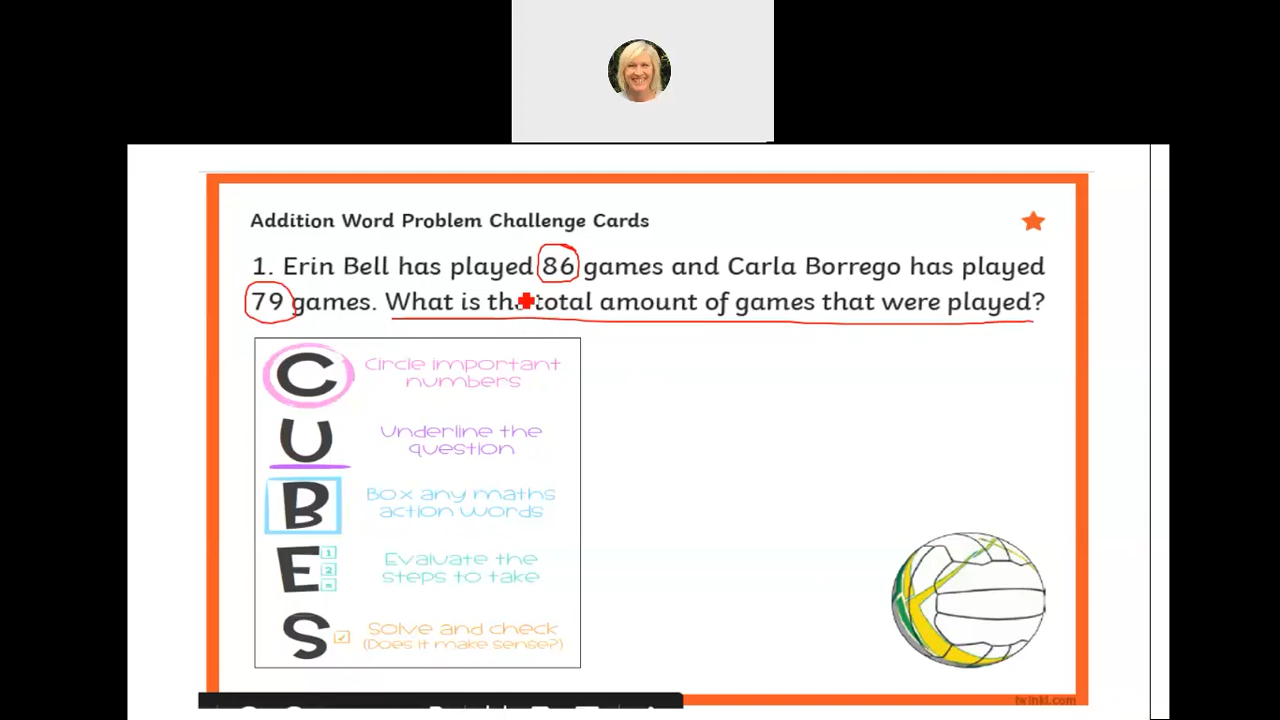 Addition Word Problem Challenge Cards
1. Erin Bell has played 86 games and Carla Borrego has played
79 games. What is the total amount of games that were played?
C Circle important
numbers
U Underline the
question
B Box any maths
action words
E 1 2 Evaluate the
steps to take
S Solve and check
(Does it make sense?)
twinkl.com